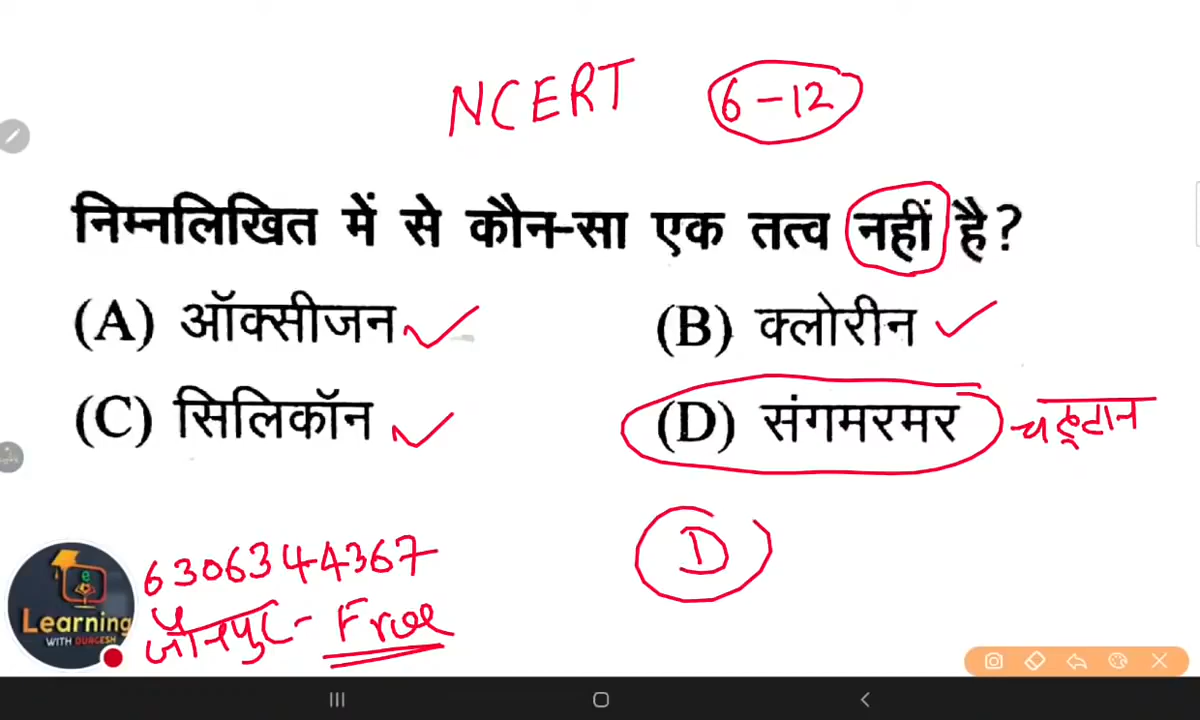 NCERT 6-12
निम्नलिखित में से कौन-सा एक तत्व नहीं है?
(A) ऑक्सीजन (B) क्लोरीन
(C) सिलिकॉन (D) संगमरमर चट्टान
D
6306344367
जौनपुर - Free
e
Learning
WITH DURGESH